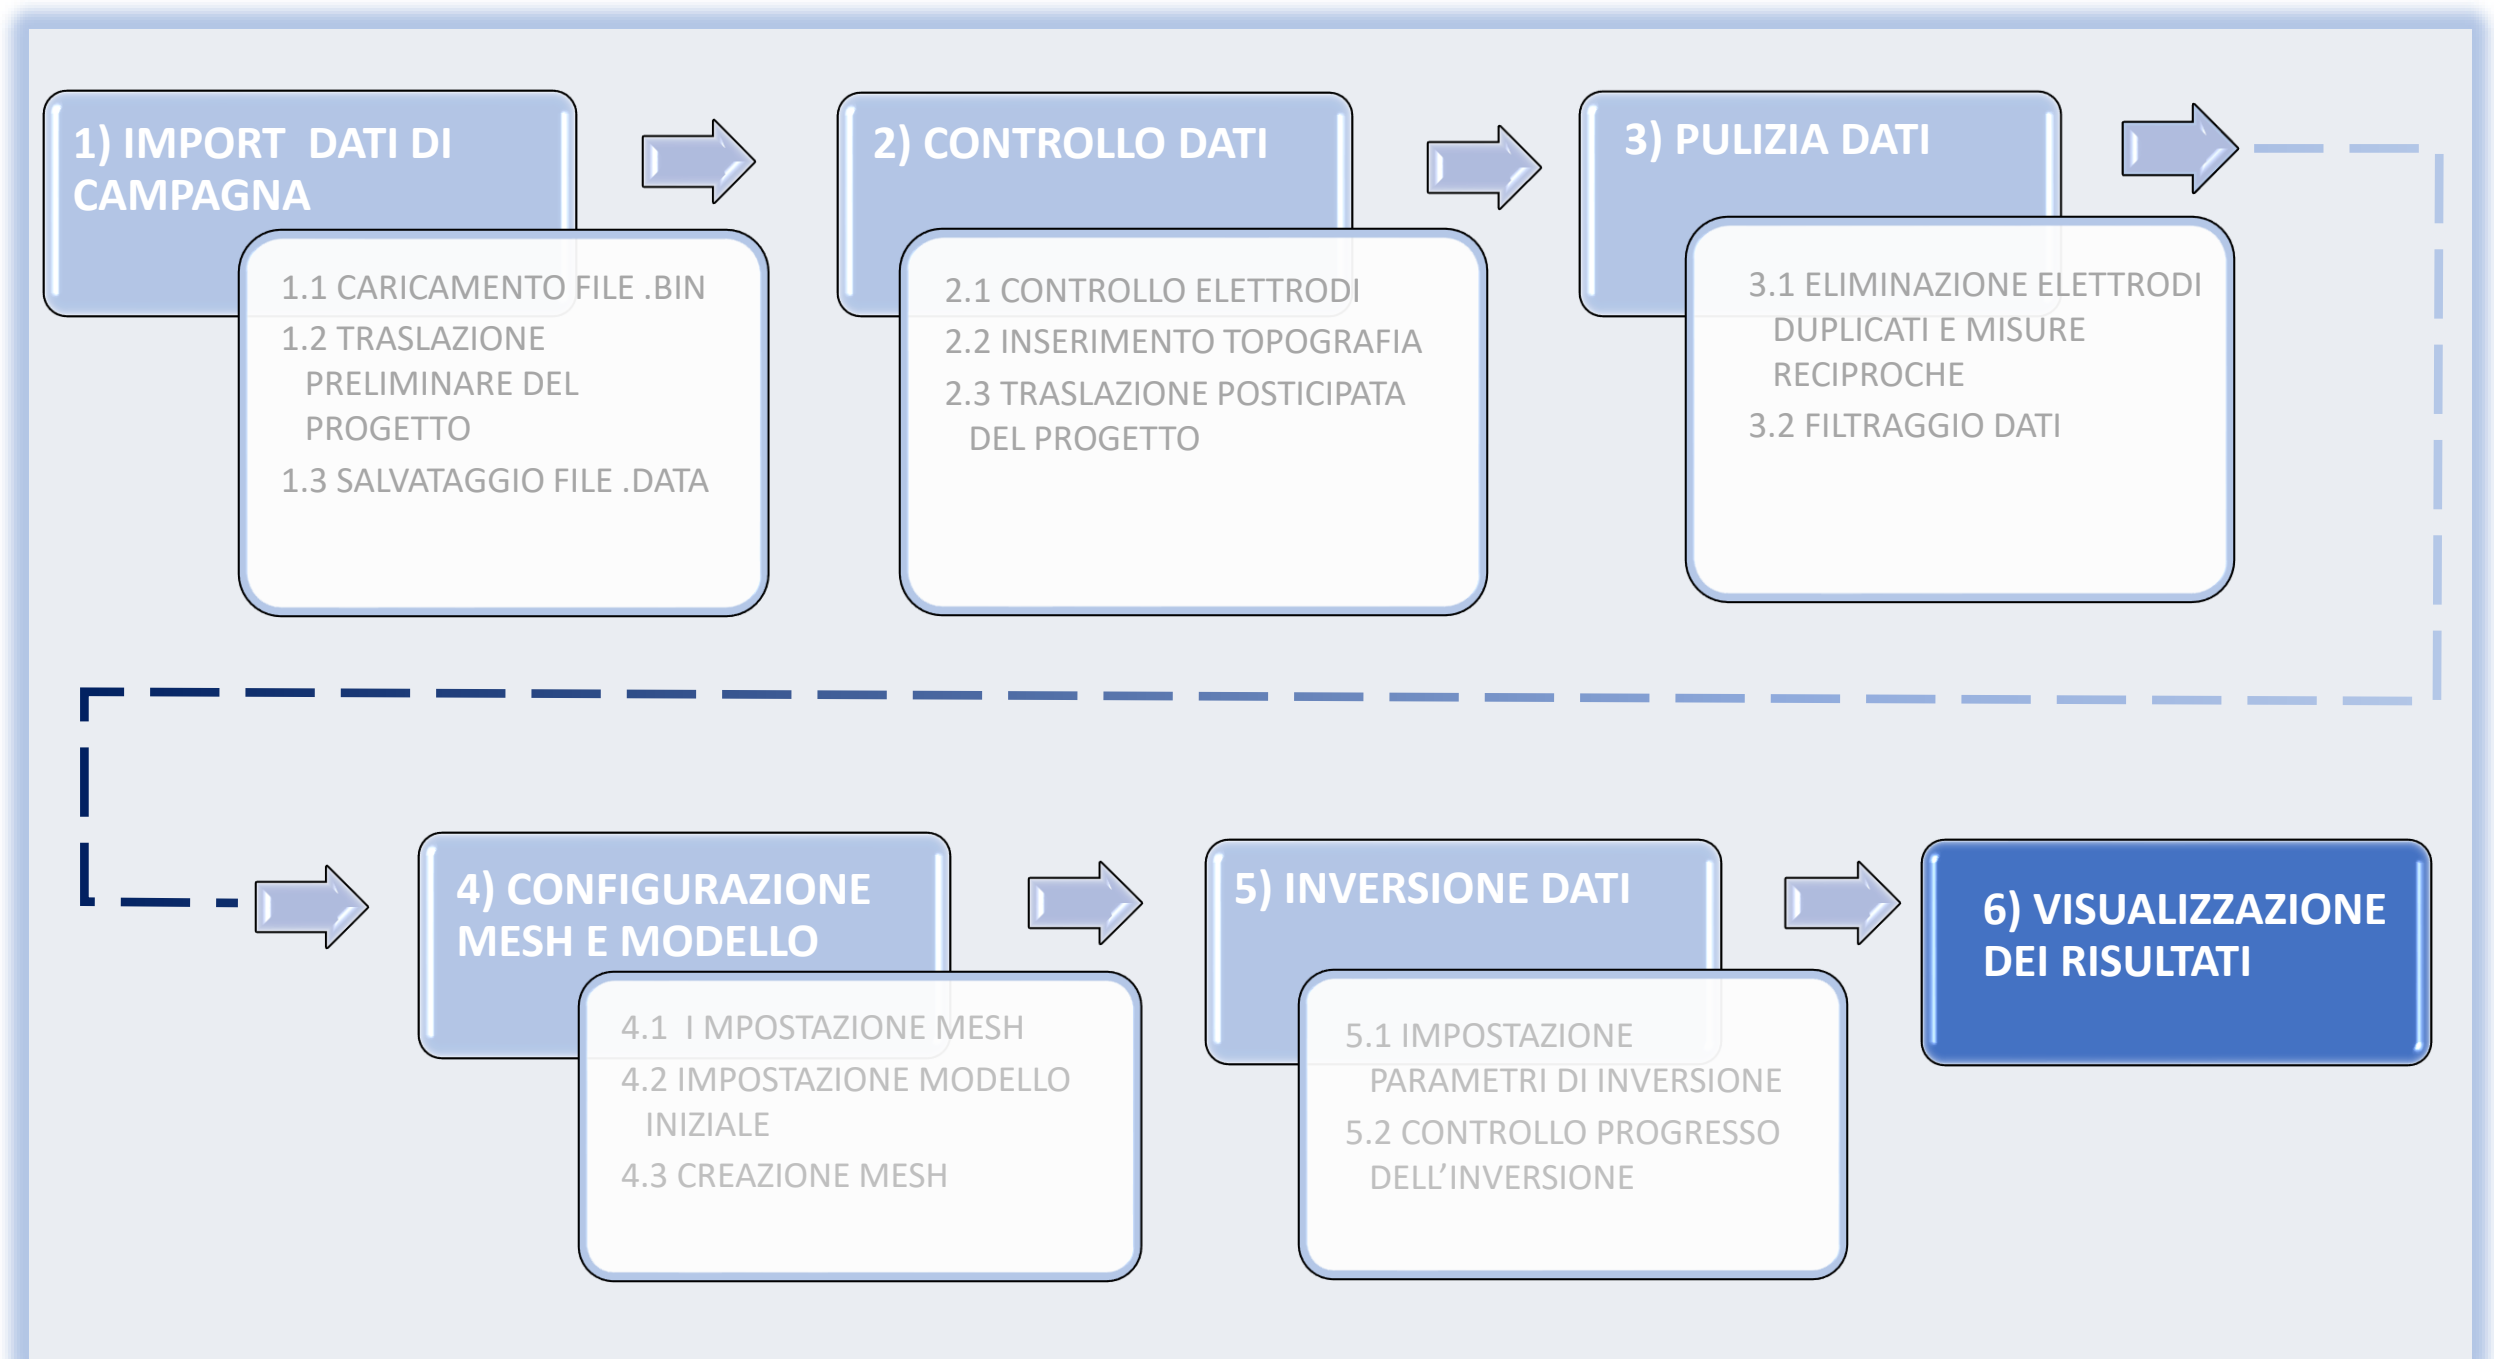 1) IMPORT  DATI DI
CAMPAGNA
1.1 CARICAMENTO FILE .BIN
1.2 TRASLAZIONE
PRELIMINARE DEL
PROGETTO
1.3 SALVATAGGIO FILE .DATA
2) CONTROLLO DATI
2.1 CONTROLLO ELETTRODI
2.2 INSERIMENTO TOPOGRAFIA
2.3 TRASLAZIONE POSTICIPATA
DEL PROGETTO
3) PULIZIA DATI
3.1 ELIMINAZIONE ELETTRODI
DUPLICATI E MISURE
RECIPROCHE
3.2 FILTRAGGIO DATI
4) CONFIGURAZIONE
MESH E MODELLO
4.1  I MPOSTAZIONE MESH
4.2 IMPOSTAZIONE MODELLO
INIZIALE
4.3 CREAZIONE MESH
5) INVERSIONE DATI
5.1 IMPOSTAZIONE
PARAMETRI DI INVERSIONE
5.2 CONTROLLO PROGRESSO
DELL’INVERSIONE
6) VISUALIZZAZIONE
DEI RISULTATI